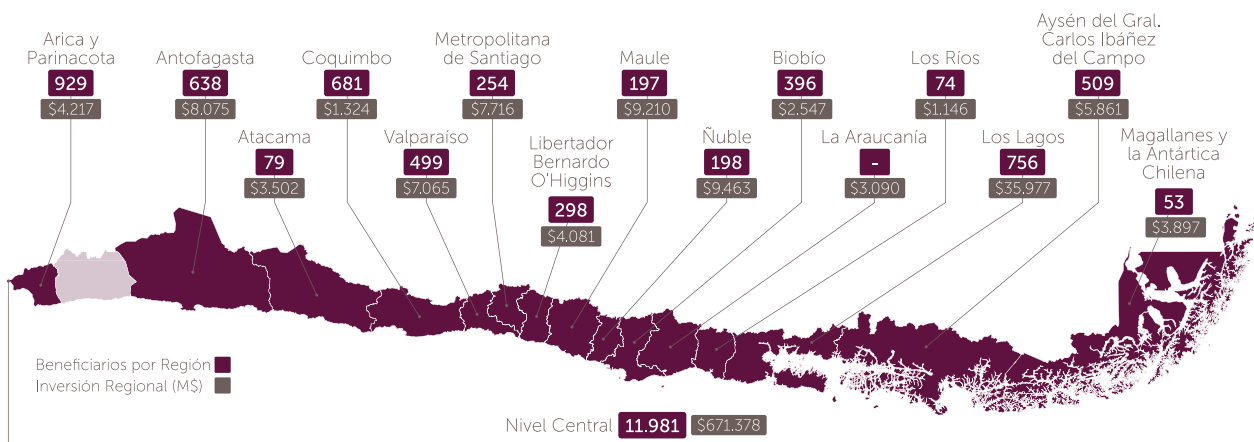 Arica y
Parinacota
929
$4.217
Antofagasta
638
$8.075
Atacama
79
$3.502
Coquimbo
681
$1.324
Valparaíso
499
$7.065
Metropolitana
de Santiago
254
$7.716
Libertador
Bernardo
O'Higgins
298
$4.081
Maule
197
$9.210
Ñuble
198
$9.463
Biobío
396
$2.547
La Araucanía
-
$3.090
Los Ríos
74
$1.146
Los Lagos
756
$35.977
Aysén del Gral.
Carlos Ibáñez
del Campo
509
$5.861
Magallanes y
la Antártica
Chilena
53
$3.897
Beneficiarios por Región
Inversión Regional (M$)
Nivel Central 11.981 $671.378